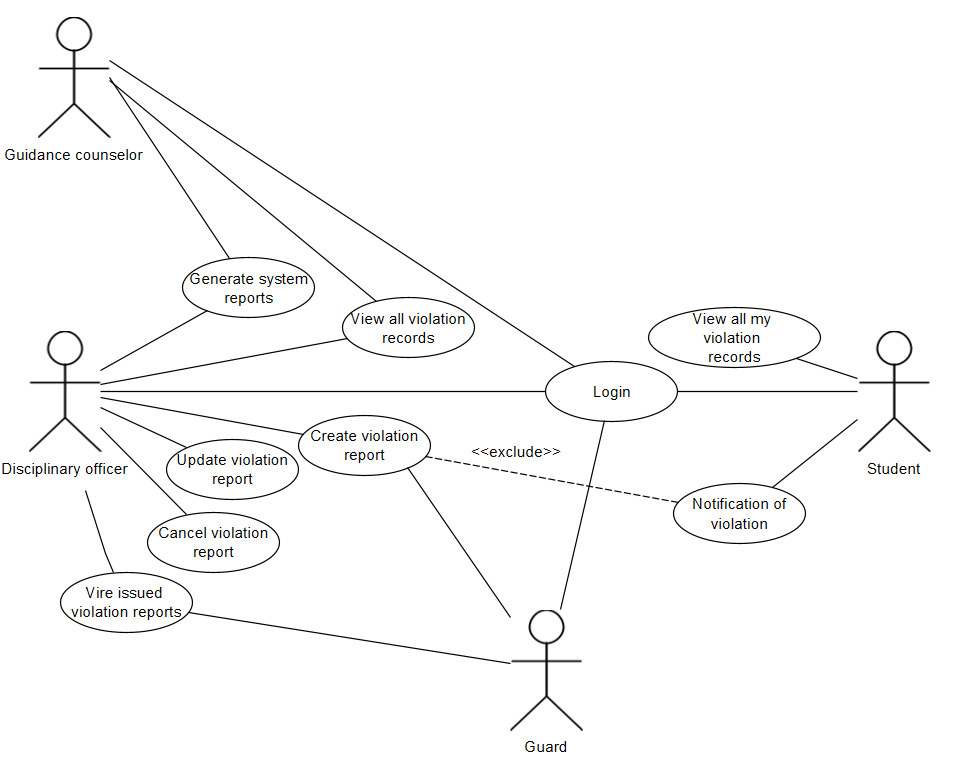 Guidance counselor
Generate system
reports
View all violation
records
View all my
violation
records
Login
Disciplinary officer
Create violation
report
<<exclude>>
Update violation
report
Student
Notification of
violation
Cancel violation
report
Vire issued
violation reports
Guard